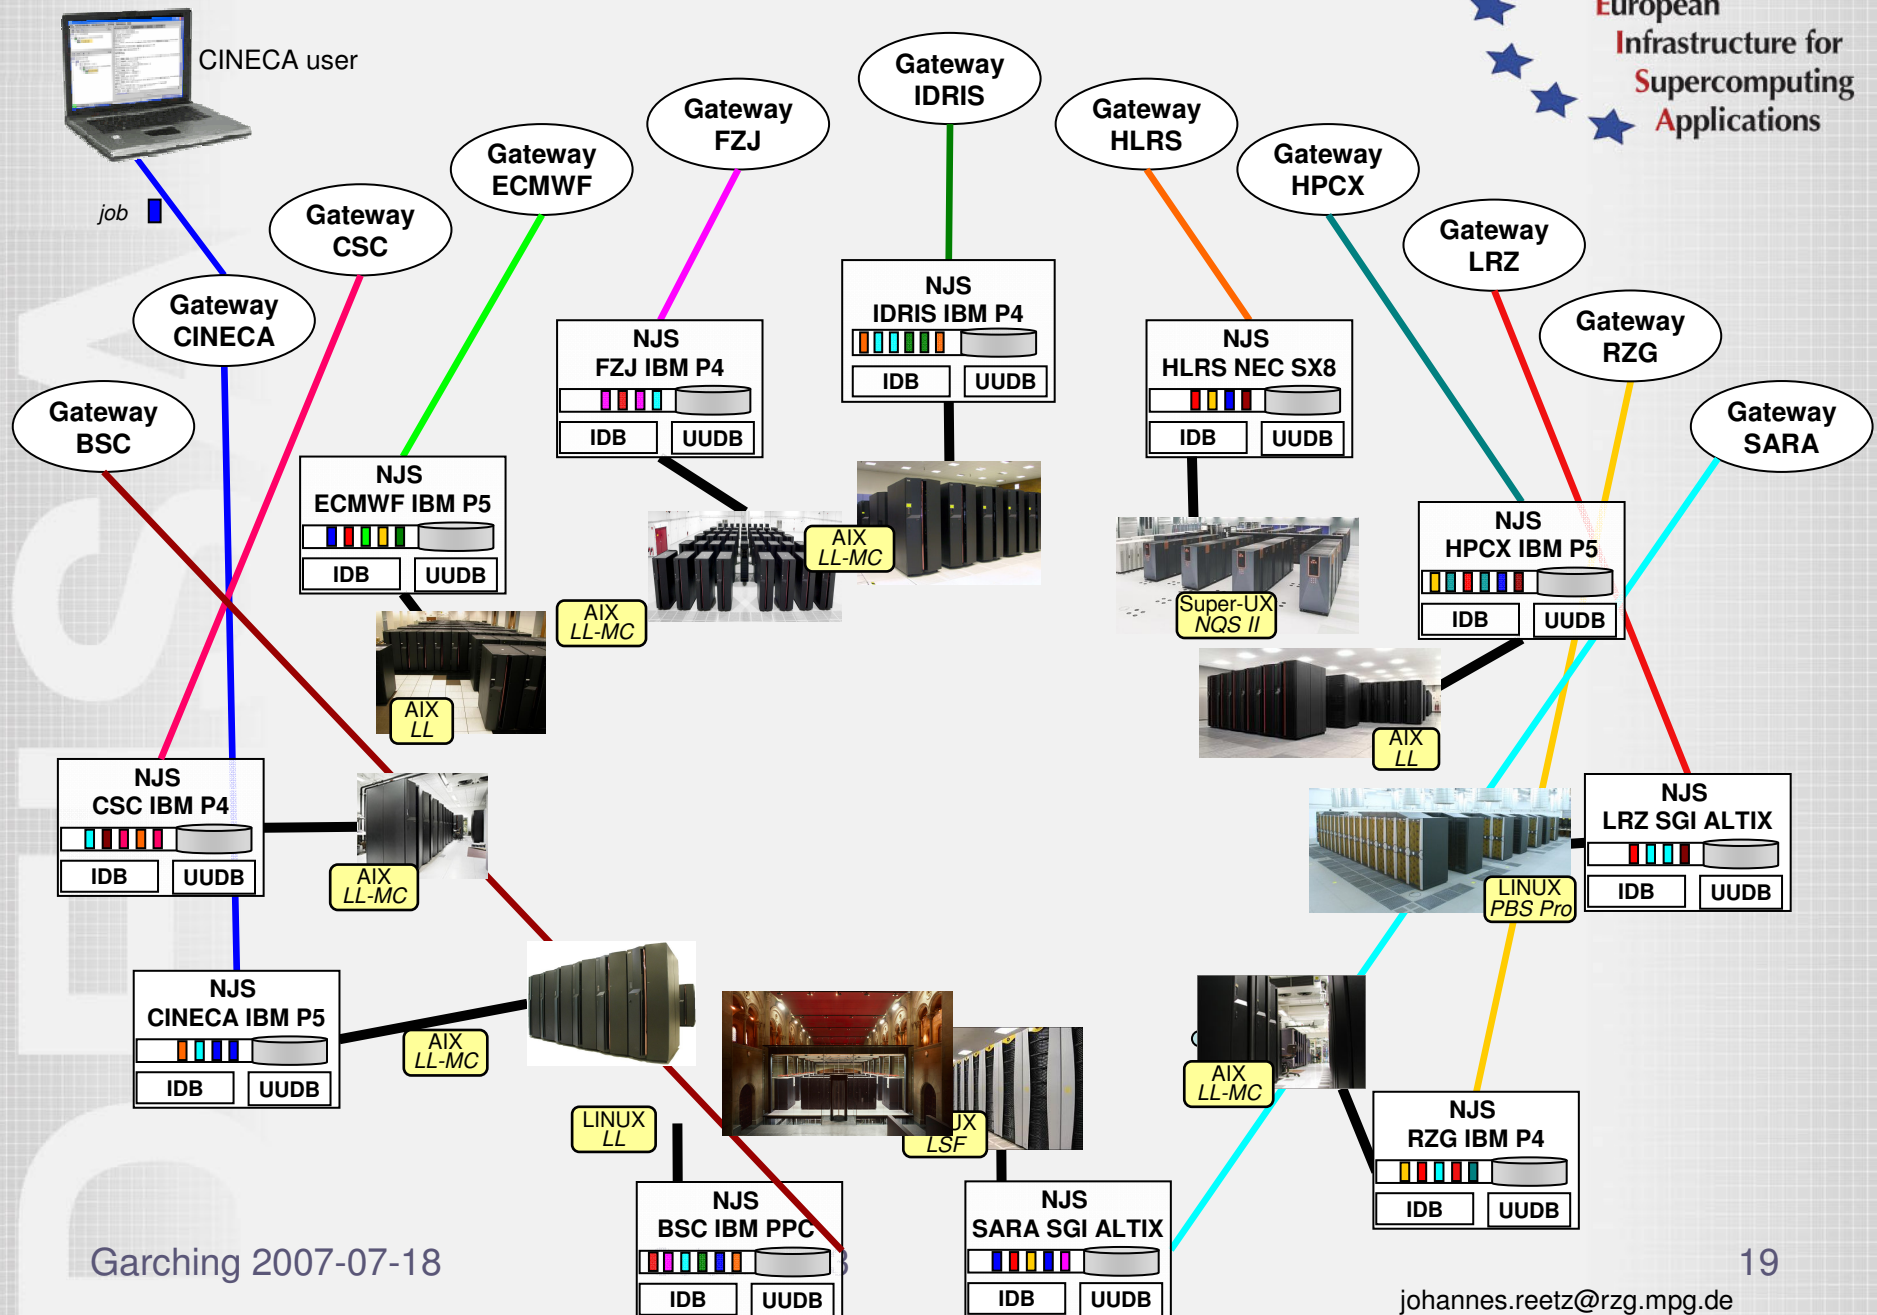 CINECA user
job
European
Infrastructure for
Supercomputing
Applications
Gateway
IDRIS
Gateway
FZJ
Gateway
HLRS
Gateway
ECMWF
Gateway
HPCX
Gateway
CSC
Gateway
LRZ
Gateway
CINECA
Gateway
RZG
Gateway
BSC
Gateway
SARA
NJS
IDRIS IBM P4
IDB
UUDB
NJS
FZJ IBM P4
IDB
UUDB
NJS
HLRS NEC SX8
IDB
UUDB
NJS
ECMWF IBM P5
IDB
UUDB
NJS
HPCX IBM P5
IDB
UUDB
AIX
LL-MC
AIX
LL-MC
Super-UX
NQS II
AIX
LL
AIX
LL
NJS
CSC IBM P4
IDB
UUDB
AIX
LL-MC
NJS
LRZ SGI ALTIX
IDB
UUDB
LINUX
PBS Pro
NJS
CINECA IBM P5
IDB
UUDB
AIX
LL-MC
AIX
LL-MC
LINUX
LL
UX
LSF
NJS
RZG IBM P4
IDB
UUDB
NJS
BSC IBM PPC
IDB
UUDB
NJS
SARA SGI ALTIX
IDB
UUDB
DEISA
Garching 2007-07-18
19
johannes.reetz@rzg.mpg.de